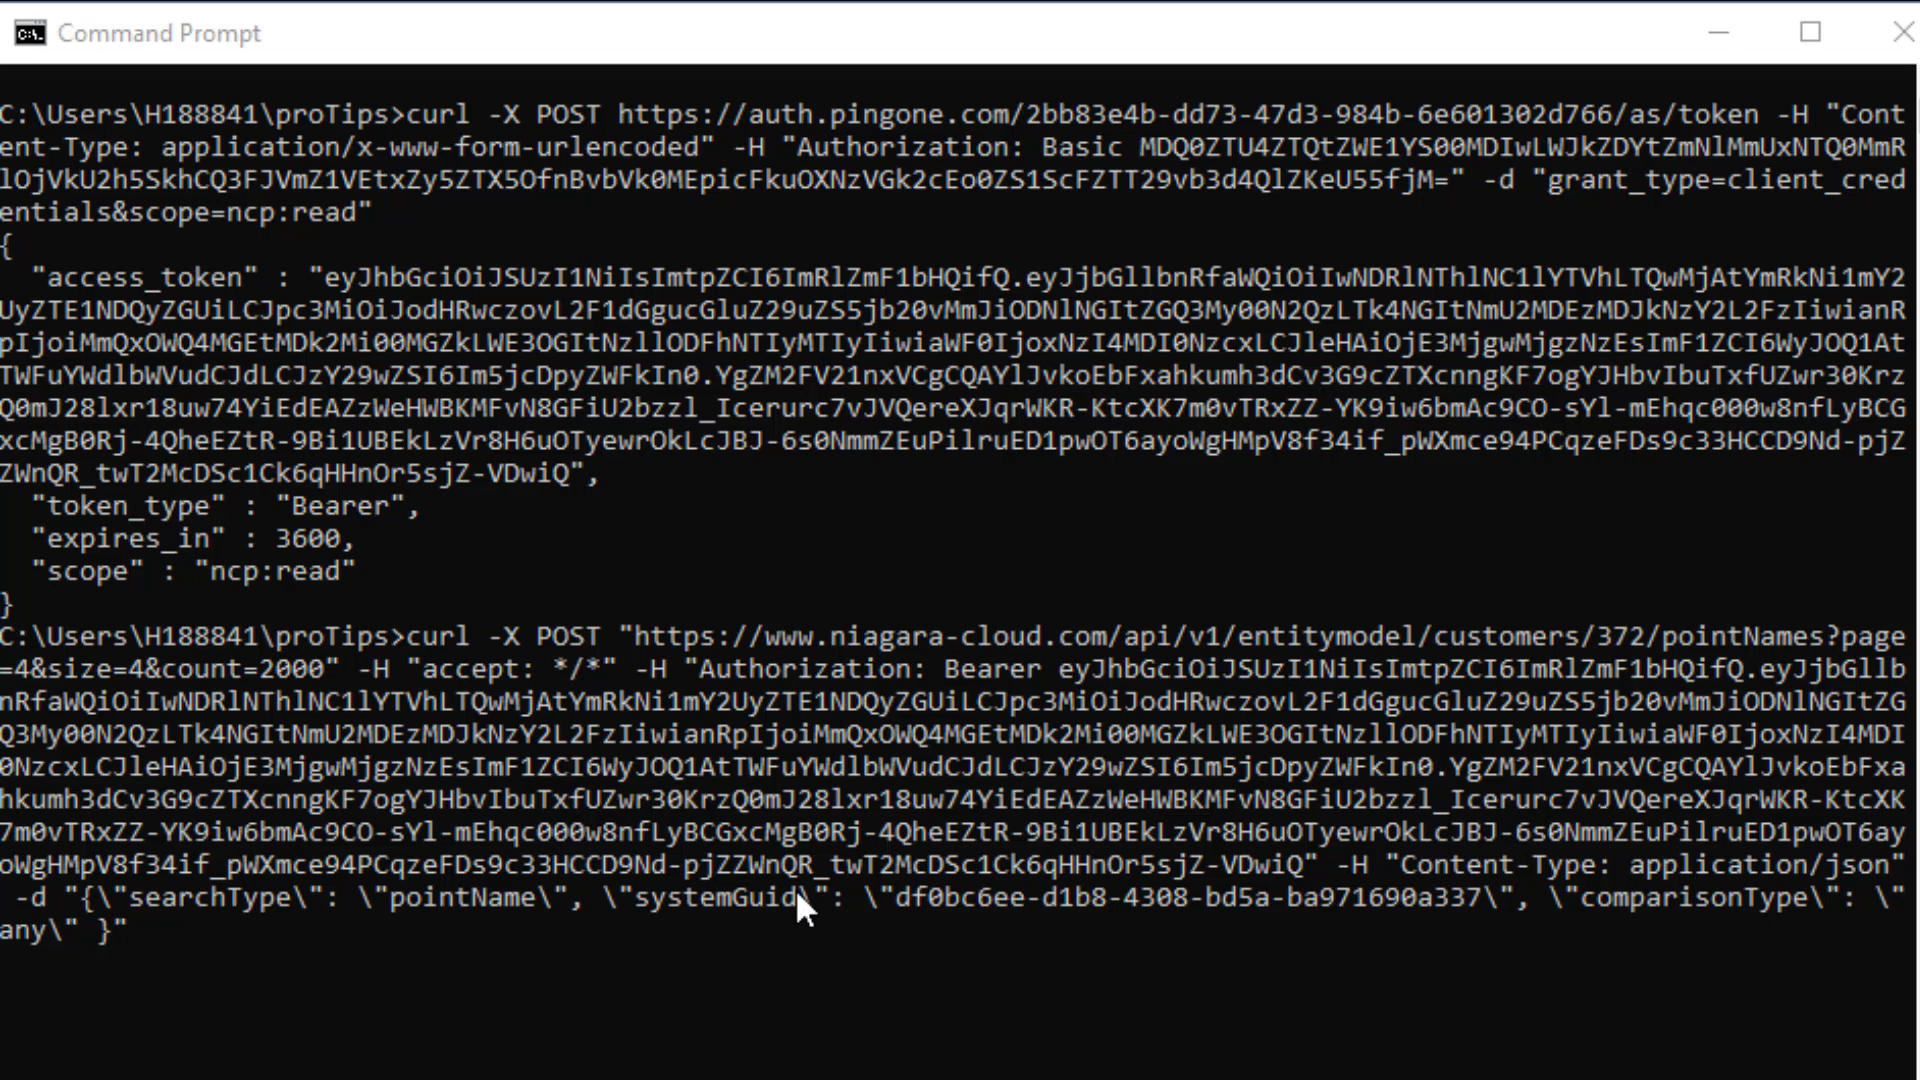 Command Prompt
C:\Users\H188841\proTips>curl -X POST https://auth.pingone.com/2bb83e4b-dd73-47d3-984b-6e601302d766/as/token -H "Cont
ent-Type: application/x-www-form-urlencoded" -H "Authorization: Basic MDQ0ZTU4ZTQtZWE1YS00MDIwLWJkZDYtZmNlMmUxNTQ0MmR
lOjVkU2h5SkhCQ3FJVmZ1VEtxZy5ZTX5OfnBvbVk0MEpicFkuOXNzVGk2cEo0ZS1ScFZTT29vb3d4QlZKeU55fjM=" -d "grant_type=client_cred
entials&scope=ncp:read"
{
"access_token" : "eyJhbGciOiJSUzI1NiIsImtpZCI6ImRlZmF1bHQifQ.eyJjbGllbnRfaWQiOiIwNDRlNThlNC1lYTVhLTQwMjAtYmRkNi1mY2
UyZTE1NDQyZGUiLCJpc3MiOiJodHRwczovL2F1dGgucGluZ29uZS5jb20vMmJiODNlNGItZGQ3My00N2QzLTk4NGItNmU2MDEzMDJkNzY2L2FzIiwianR
pIjoiMmQxOWQ4MGEtMDk2Mi00MGZkLWE3OGItNzllODFhNTIyMTIyIiwiaWF0IjoxNzI4MDI0NzcxLCJleHAiOjE3MjgwMjgzNzEsImF1ZCI6WyJOQ1At
TWFuYWdlbWVudCJdLCJzY29wZSI6Im5jcDpyZWFkIn0.YgZM2FV21nxVCgCQAYlJvkoEbFxahkumh3dCv3G9cZTXcnngKF7ogYJHbvIbuTxfUZwr30Krz
Q0mJ28lxr18uw74YiEdEAZzWeHWBKMFvN8GFiU2bzzl_Icerurc7vJVQereXJqrWKR-KtcXK7m0vTRxZZ-YK9iw6bmAc9CO-sYl-mEhqc000w8nfLyBCG
xcMgB0Rj-4QheEZtR-9Bi1UBEkLzVr8H6uOTyewrOkLcJBJ-6s0NmmZEuPilruED1pwOT6ayoWgHMpV8f34if_pWXmce94PCqzeFDs9c33HCCD9Nd-pjZ
ZWnQR_twT2McDSc1Ck6qHHnOr5sjZ-VDwiQ",
"token_type" : "Bearer",
"expires_in" : 3600,
"scope" : "ncp:read"
}
C:\Users\H188841\proTips>curl -X POST "https://www.niagara-cloud.com/api/v1/entitymodel/customers/372/pointNames?page
=4&size=4&count=2000" -H "accept: */*" -H "Authorization: Bearer eyJhbGciOiJSUzI1NiIsImtpZCI6ImRlZmF1bHQifQ.eyJjbGllb
nRfaWQiOiIwNDRlNThlNC1lYTVhLTQwMjAtYmRkNi1mY2UyZTE1NDQyZGUiLCJpc3MiOiJodHRwczovL2F1dGgucGluZ29uZS5jb20vMmJiODNlNGItZG
Q3My00N2QzLTk4NGItNmU2MDEzMDJkNzY2L2FzIiwianRpIjoiMmQxOWQ4MGEtMDk2Mi00MGZkLWE3OGItNzllODFhNTIyMTIyIiwiaWF0IjoxNzI4MDI
0NzcxLCJleHAiOjE3MjgwMjgzNzEsImF1ZCI6WyJOQ1AtTWFuYWdlbWVudCJdLCJzY29wZSI6Im5jcDpyZWFkIn0.YgZM2FV21nxVCgCQAYlJvkoEbFxa
hkumh3dCv3G9cZTXcnngKF7ogYJHbvIbuTxfUZwr30KrzQ0mJ28lxr18uw74YiEdEAZzWeHWBKMFvN8GFiU2bzzl_Icerurc7vJVQereXJqrWKR-KtcXK
7m0vTRxZZ-YK9iw6bmAc9CO-sYl-mEhqc000w8nfLyBCGxcMgB0Rj-4QheEZtR-9Bi1UBEkLzVr8H6uOTyewrOkLcJBJ-6s0NmmZEuPilruED1pwOT6ay
oWgHMpV8f34if_pWXmce94PCqzeFDs9c33HCCD9Nd-pjZZWnQR_twT2McDSc1Ck6qHHnOr5sjZ-VDwiQ" -H "Content-Type: application/json"
-d "{\"searchType\": \"pointName\", \"systemGuid\": \"df0bc6ee-d1b8-4308-bd5a-ba971690a337\", \"comparisonType\": \"
any\" }"